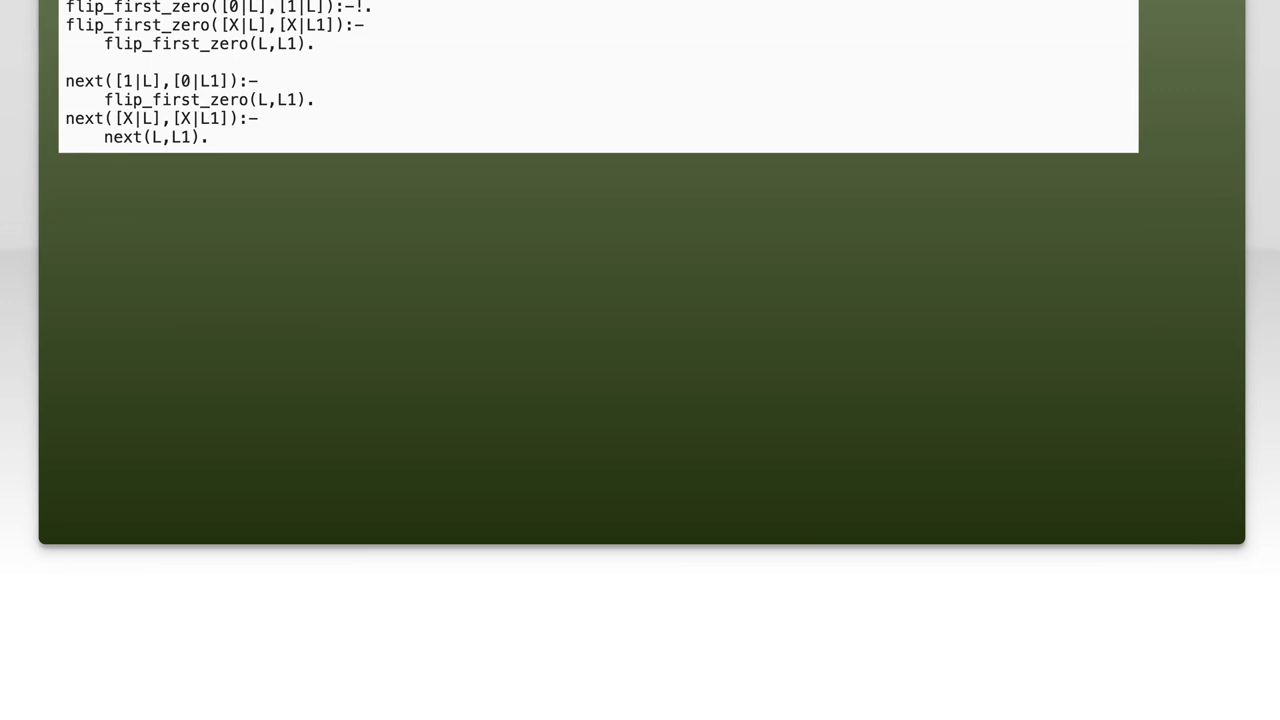 flip_first_zero([0|L],[1|L]):-!.
flip_first_zero([X|L],[X|L1]):-
    flip_first_zero(L,L1).

next([1|L],[0|L1]):-
    flip_first_zero(L,L1).
next([X|L],[X|L1]):-
    next(L,L1).